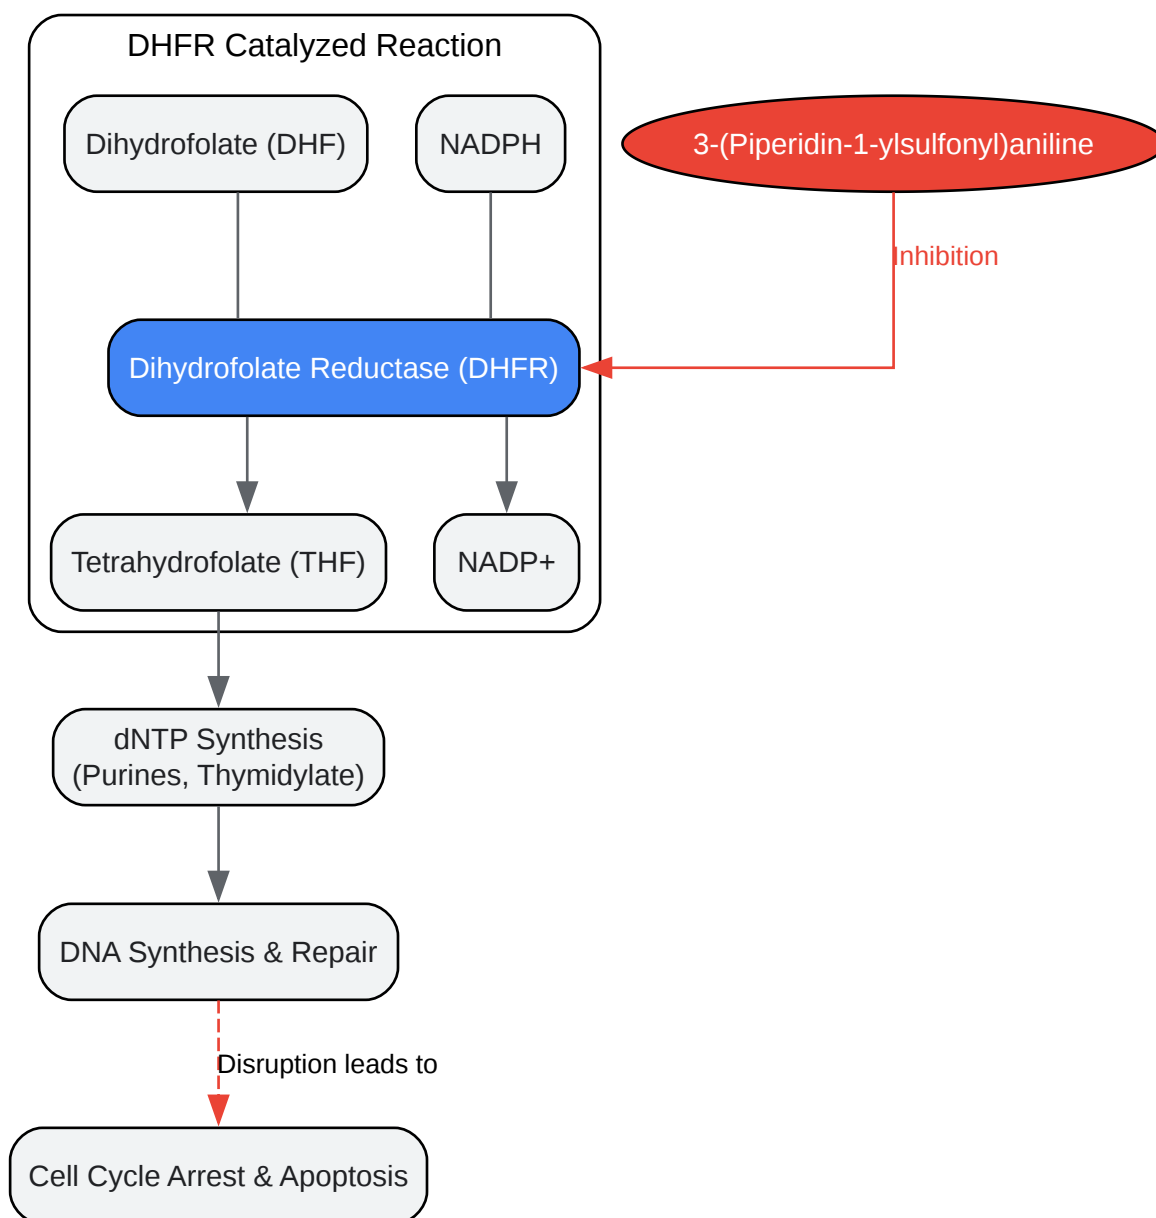 DHFR Catalyzed Reaction
Dihydrofolate (DHF)
NADPH
3-(Piperidin-1-ylsulfonyl)aniline
Inhibition
Dihydrofolate Reductase (DHFR)
Tetrahydrofolate (THF)
NADP+
dNTP Synthesis
(Purines, Thymidylate)
DNA Synthesis & Repair
Disruption leads to
Cell Cycle Arrest & Apoptosis